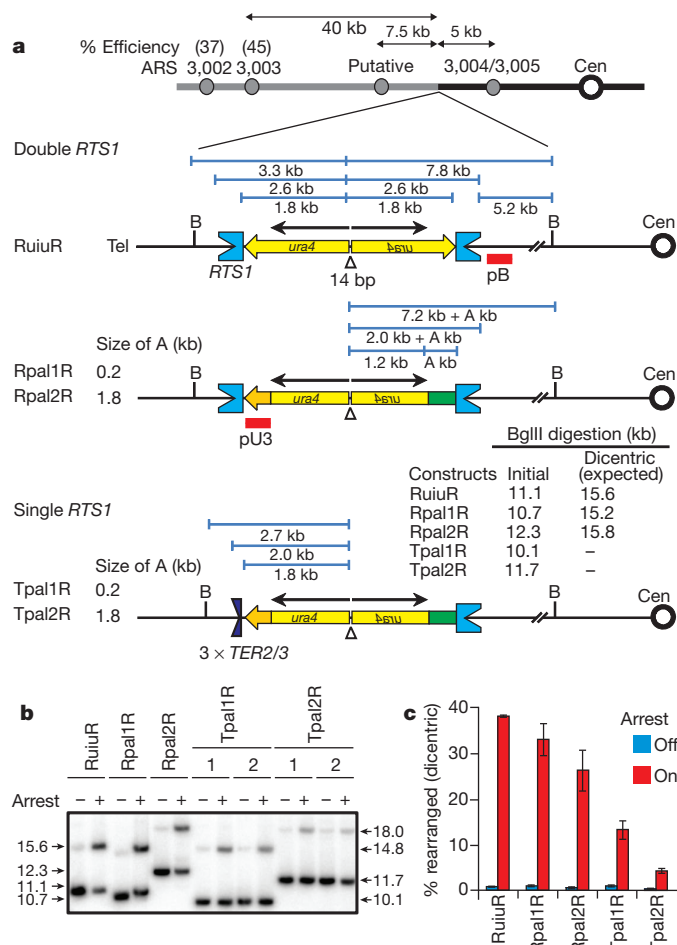 a
40 kb
7.5 kb 5 kb
% Efficiency (37) (45)
ARS 3,002 3,003 Putative 3,004/3,005 Cen
Double RTS1
3.3 kb 7.8 kb
2.6 kb 2.6 kb
1.8 kb 1.8 kb 5.2 kb
B B
RuiuR Tel ura4 ura4 Cen
RTS1 14 bp pB
7.2 kb + A kb
Size of A (kb) 2.0 kb + A kb
Rpal1R 0.2 1.2 kb A kb
B B Cen
Rpal2R 1.8 ura4 ura4
pU3
BglII digestion (kb)
Dicentric
Constructs Initial (expected)
RuiuR 11.1 15.6
Rpal1R 10.7 15.2
Rpal2R 12.3 15.8
Tpal1R 10.1 –
Tpal2R 11.7 –
Single RTS1
2.7 kb
2.0 kb
Size of A (kb) 1.8 kb
Tpal1R 0.2
B B Cen
Tpal2R 1.8 ura4 ura4
3 × TER2/3
b
RuiuR Rpal1R Rpal2R Tpal1R Tpal2R
1 2 1 2
Arrest – + – + – + – + – + – + – +
15.6
12.3
11.1
10.7
18.0
14.8
11.7
10.1
c
% rearranged (dicentric)
40
30
20
10
0
Arrest
Off
On
RuiuR
Rpal1R
Rpal2R
Tpal1R
Tpal2R